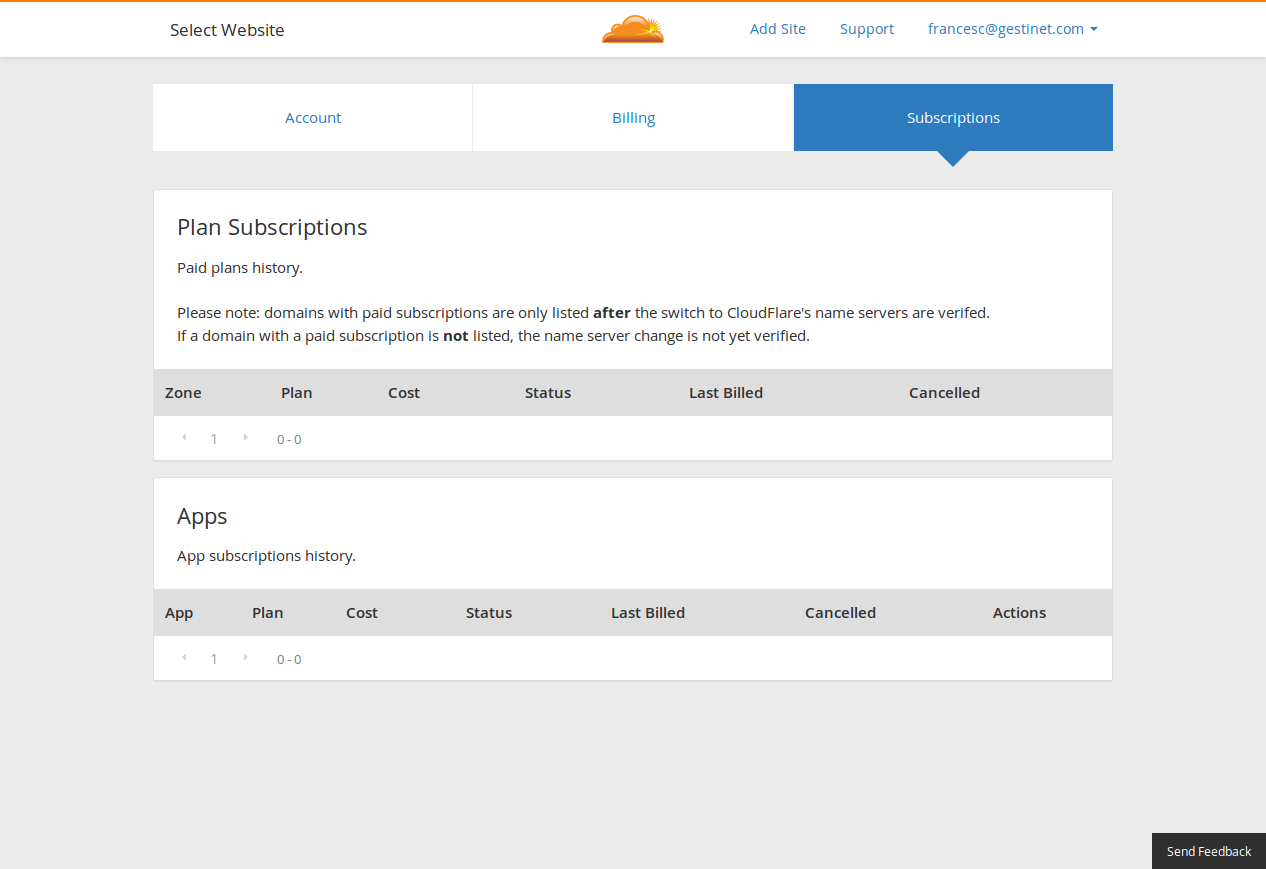 Select Website
Add Site Support francesc@gestinet.com
Account Billing Subscriptions
Plan Subscriptions
Paid plans history.
Please note: domains with paid subscriptions are only listed after the switch to CloudFlare's name servers are verifed.
If a domain with a paid subscription is not listed, the name server change is not yet verified.
Zone Plan Cost Status Last Billed Cancelled
1 0 - 0
Apps
App subscriptions history.
App Plan Cost Status Last Billed Cancelled Actions
1 0 - 0
Send Feedback